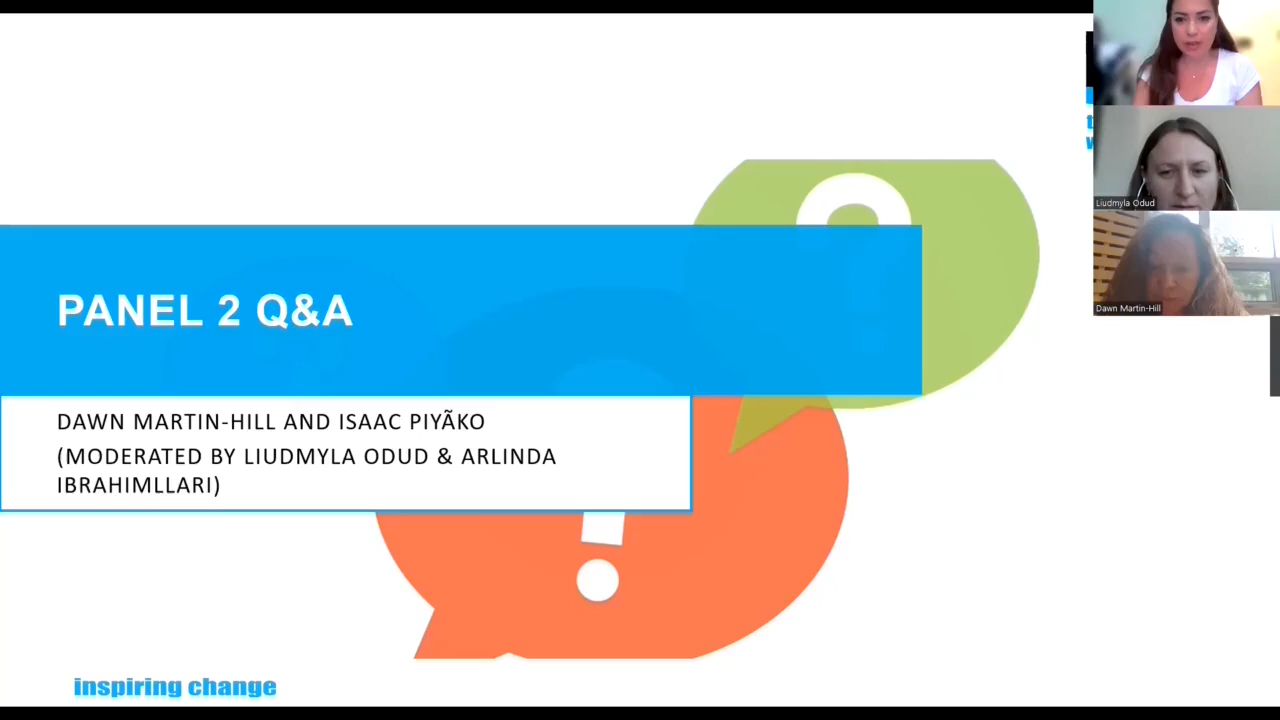 PANEL 2 Q&A
DAWN MARTIN-HILL AND ISAAC PIYÃKO
(MODERATED BY LIUDMYLA ODUD & ARLINDA
IBRAHIMLLARI)
inspiring change
Liudmyla Odud
Dawn Martin-Hill